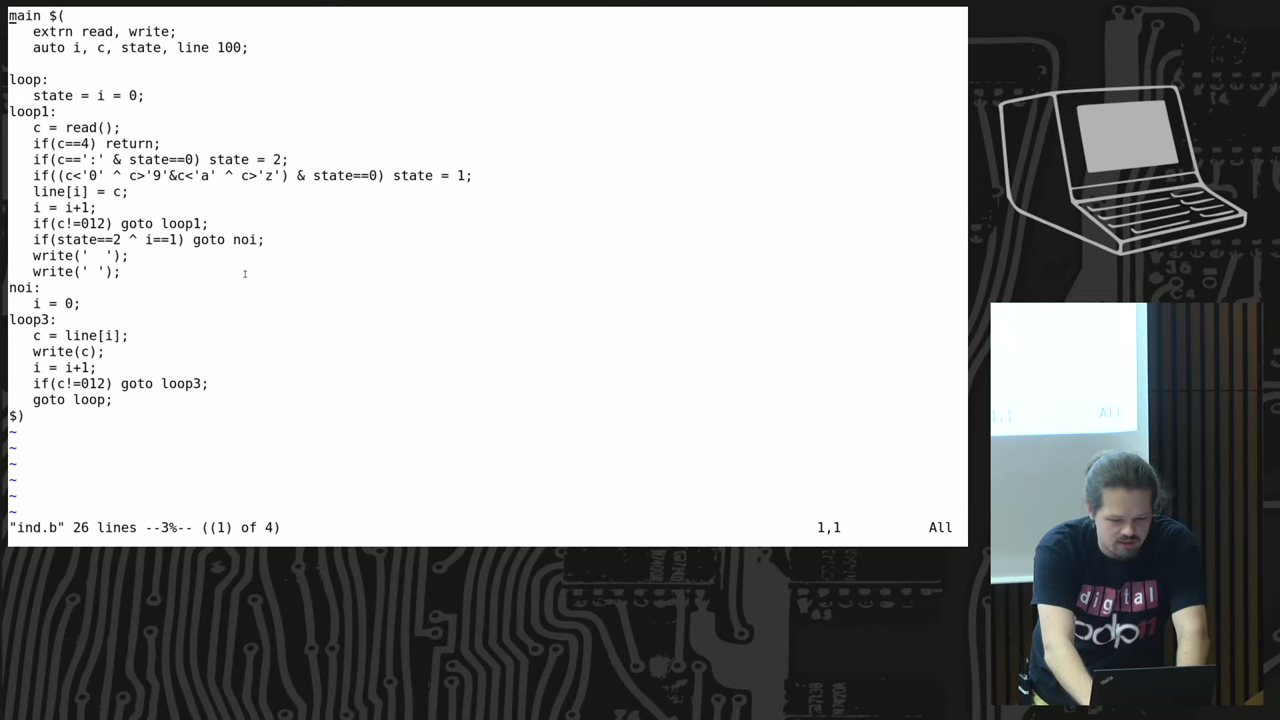 main $(
   extrn read, write;
   auto i, c, state, line 100;

loop:
   state = i = 0;
loop1:
   c = read();
   if(c==4) return;
   if(c==':' & state==0) state = 2;
   if((c<'0' ^ c>'9'&c<'a' ^ c>'z') & state==0) state = 1;
   line[i] = c;
   i = i+1;
   if(c!=012) goto loop1;
   if(state==2 ^ i==1) goto noi;
   write('  ');
   write(' ');
noi:
   i = 0;
loop3:
   c = line[i];
   write(c);
   i = i+1;
   if(c!=012) goto loop3;
   goto loop;
$)
~
~
~
~
~
~
"ind.b" 26 lines --3%-- ((1) of 4)          1,1          All
1,1          All
digital
pdp11